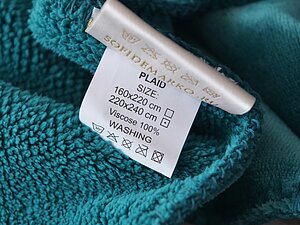 PLAID
SIZE:
160x220 cm
220x240 cm
Viscose 100%
WASHING